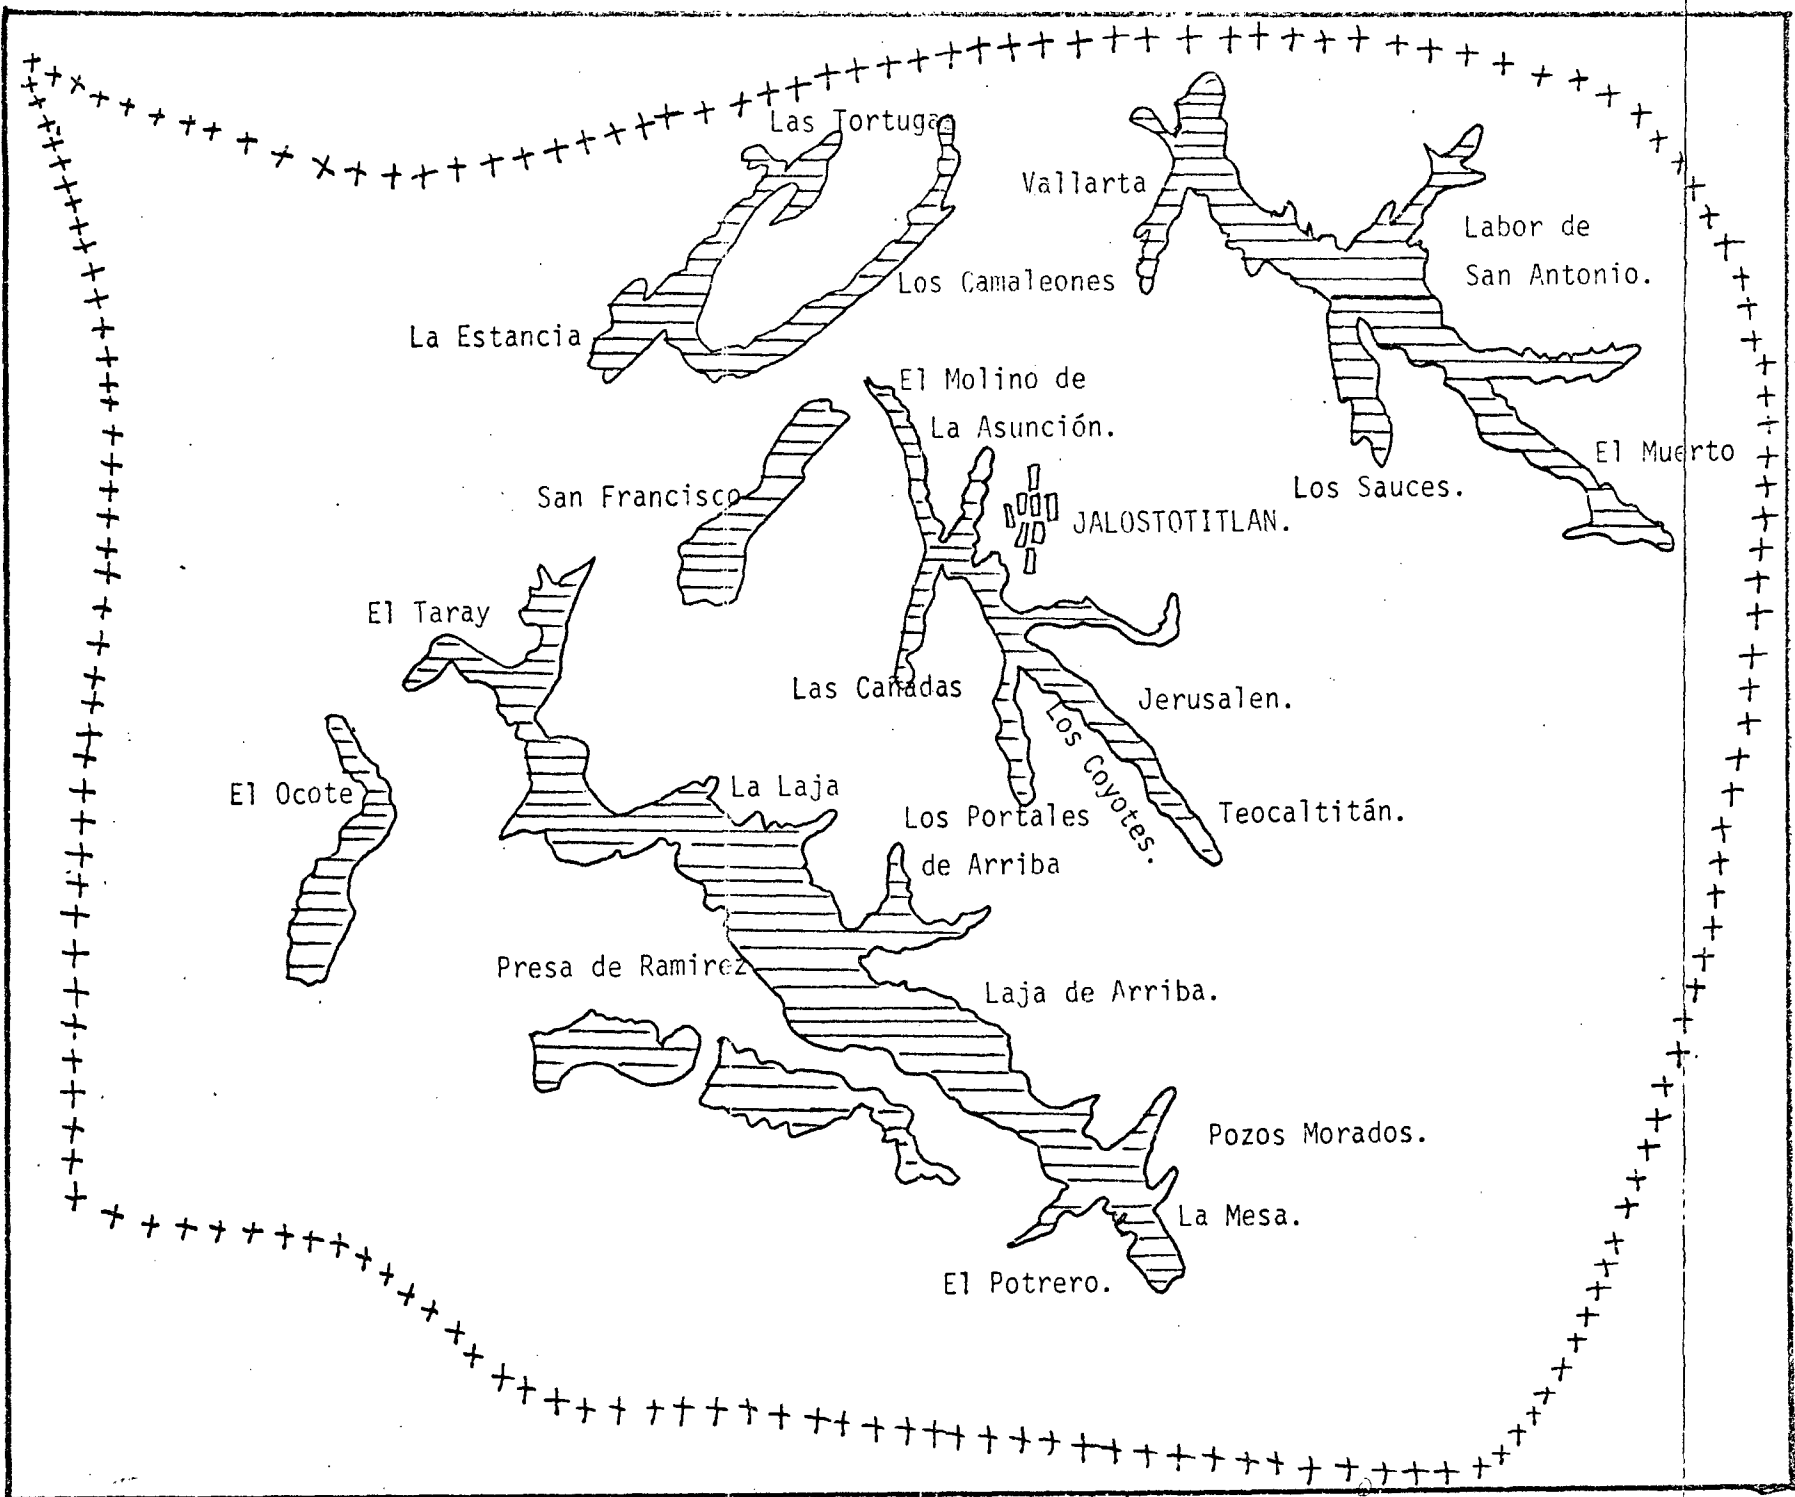 Las Tortugas
Vallarta
Labor de
San Antonio.
Los Camaleones
La Estancia
El Molino de
La Asunción.
El Muerto
San Francisco
Los Sauces.
JALOSTOTITLAN.
El Taray
Las Cañadas
Jerusalen.
Los Coyotes.
El Ocote
La Laja
Los Portales
de Arriba
Teocaltitán.
Presa de Ramirez
Laja de Arriba.
Pozos Morados.
La Mesa.
El Potrero.